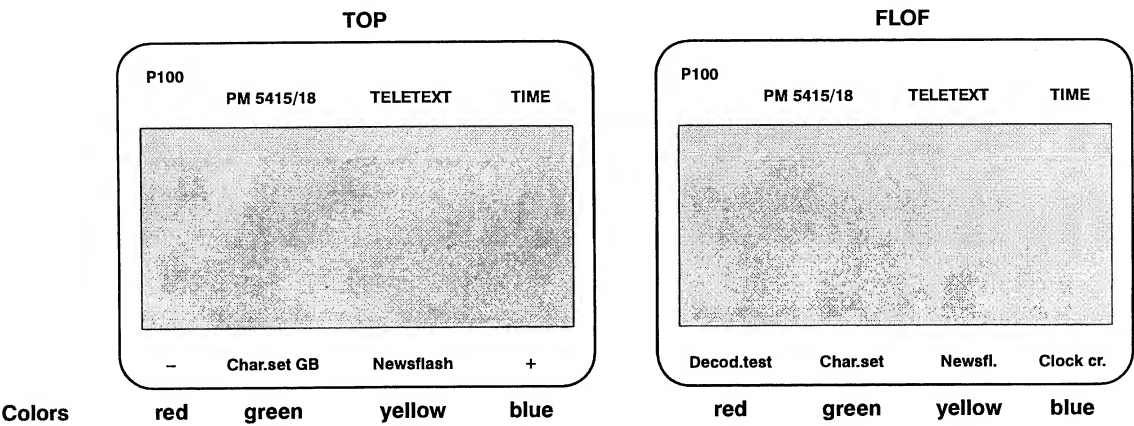 TOP
P100
PM 5415/18 TELETEXT TIME
– Char.set GB Newsflash +
FLOF
P100
PM 5415/18 TELETEXT TIME
Decod.test Char.set Newsfl. Clock cr.
Colors red green yellow blue red green yellow blue